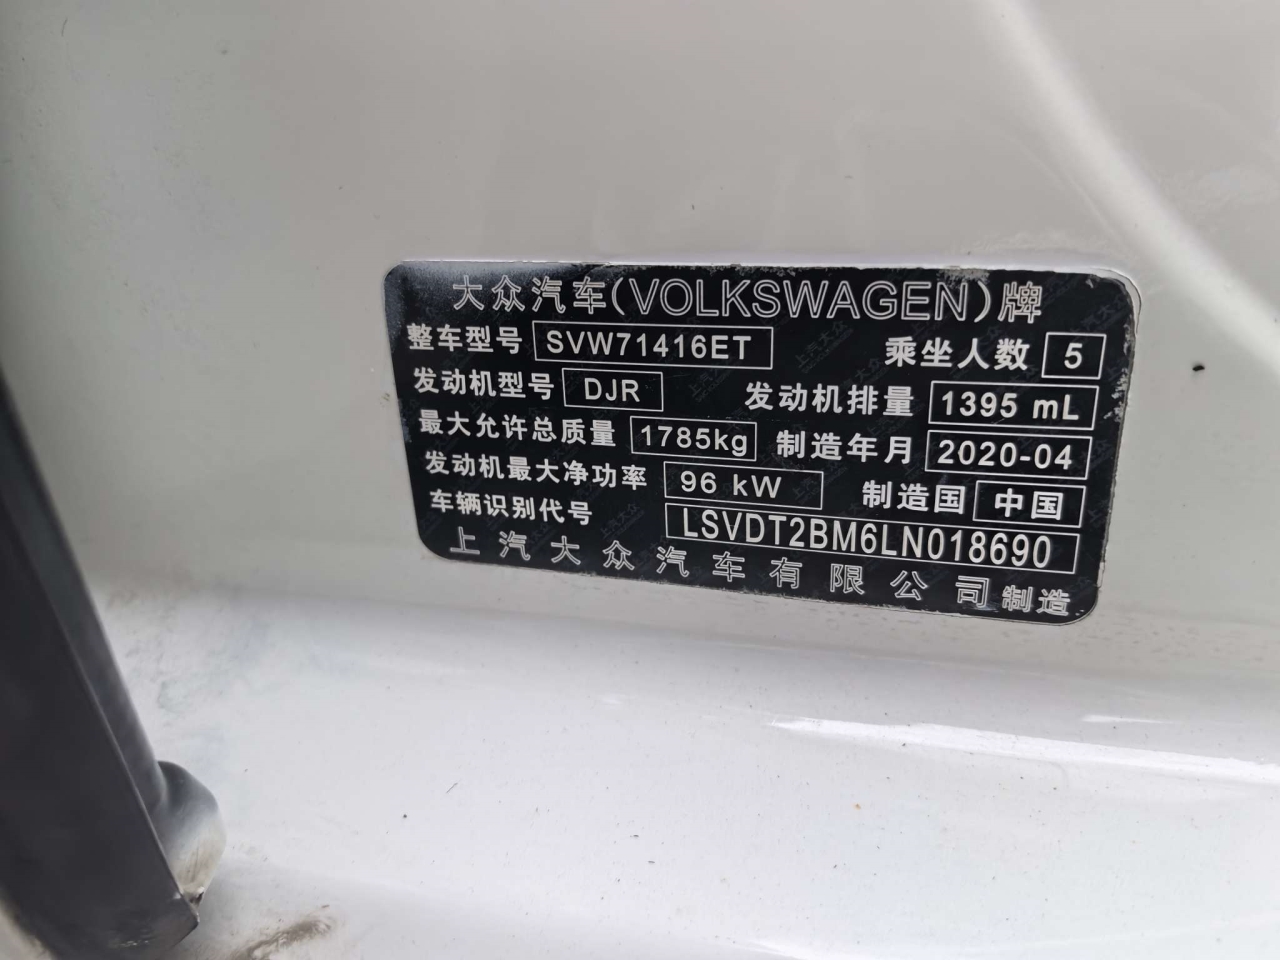 大众汽车(VOLKSWAGEN)牌
整车型号 SVW71416ET 乘坐人数 5
发动机型号 DJR 发动机排量 1395 mL
最大允许总质量 1785kg 制造年月 2020-04
发动机最大净功率 96 kW 制造国 中国
车辆识别代号 LSVDT2BM6LN018690
上汽大众汽车有限公司制造